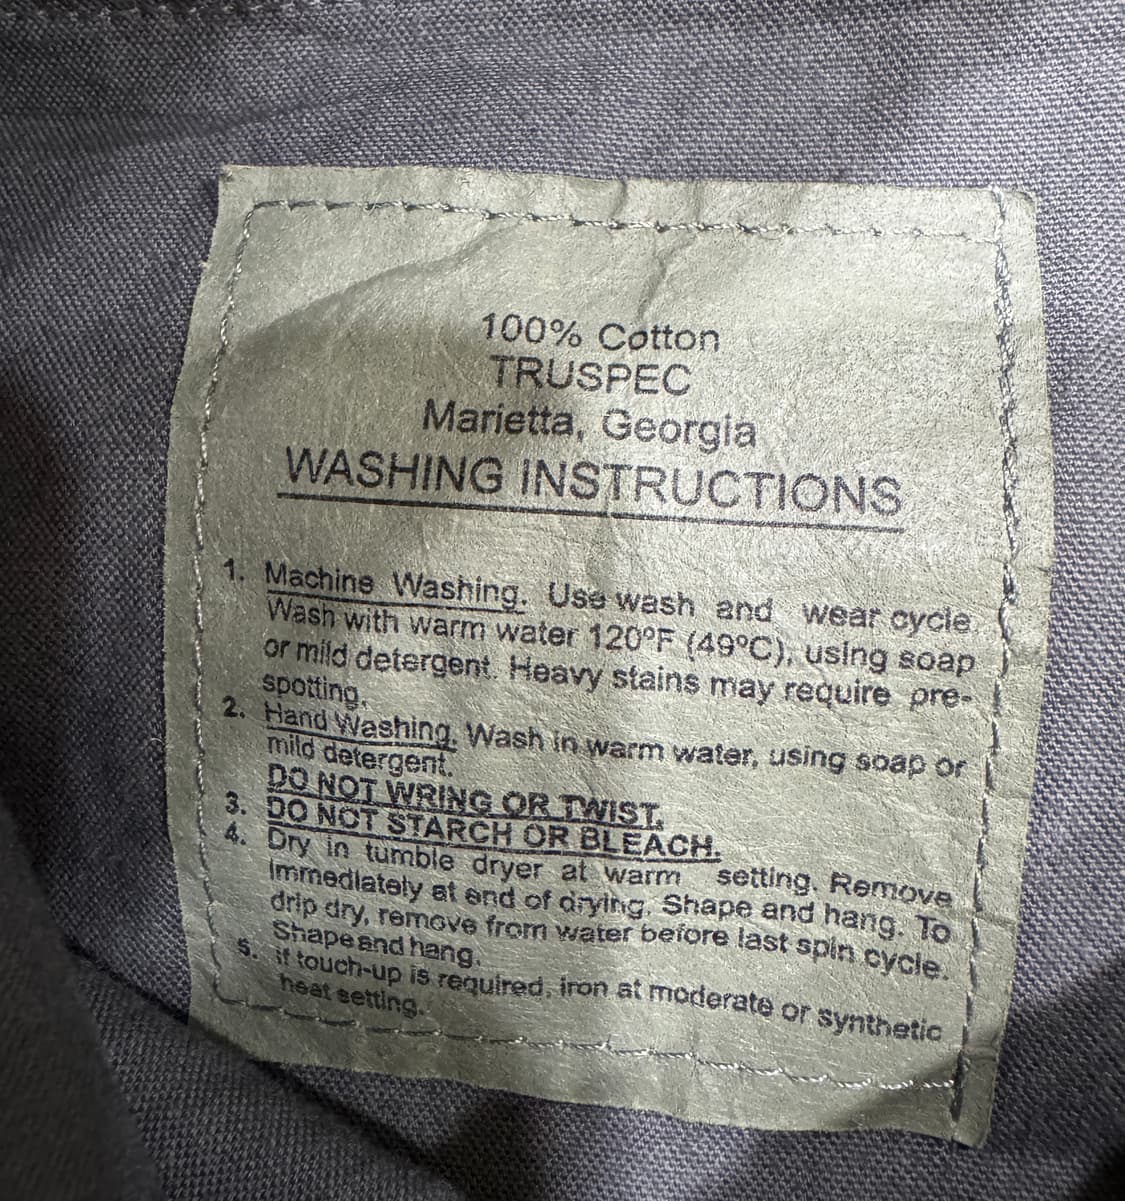 100% Cotton
TRUSPEC
Marietta, Georgia
WASHING INSTRUCTIONS
1. Machine Washing. Use wash and wear cycle.
Wash with warm water 120ºF (49ºC), using soap
or mild detergent. Heavy stains may require pre-
spotting.
2. Hand Washing. Wash in warm water, using soap or
mild detergent.
DO NOT WRING OR TWIST.
3. DO NOT STARCH OR BLEACH.
4. Dry in tumble dryer at warm setting. Remove
immediately at end of drying. Shape and hang. To
drip dry, remove from water before last spin cycle.
Shape and hang.
5. if touch-up is required, iron at moderate or synthetic
heat setting.